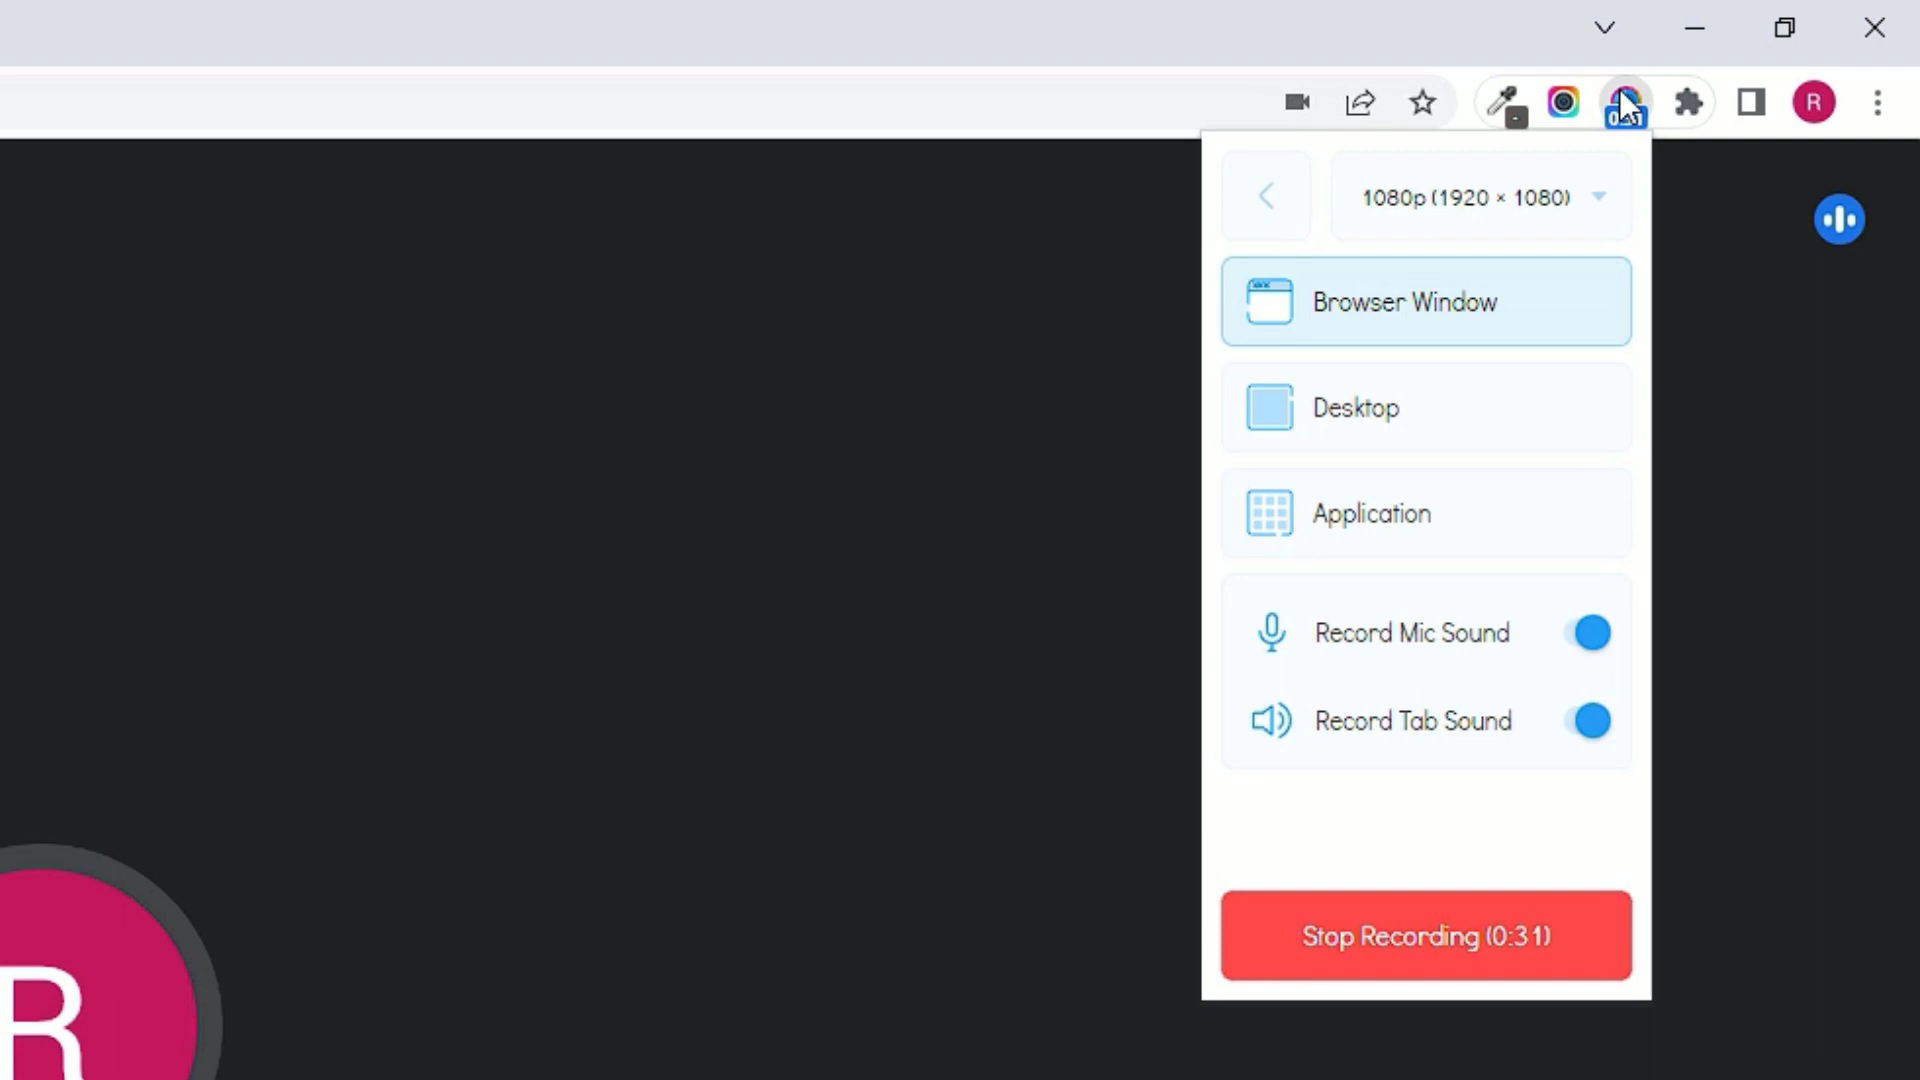 R
1080p (1920 × 1080)
Browser Window
Desktop
Application
Record Mic Sound
Record Tab Sound
Stop Recording (0:31)
R